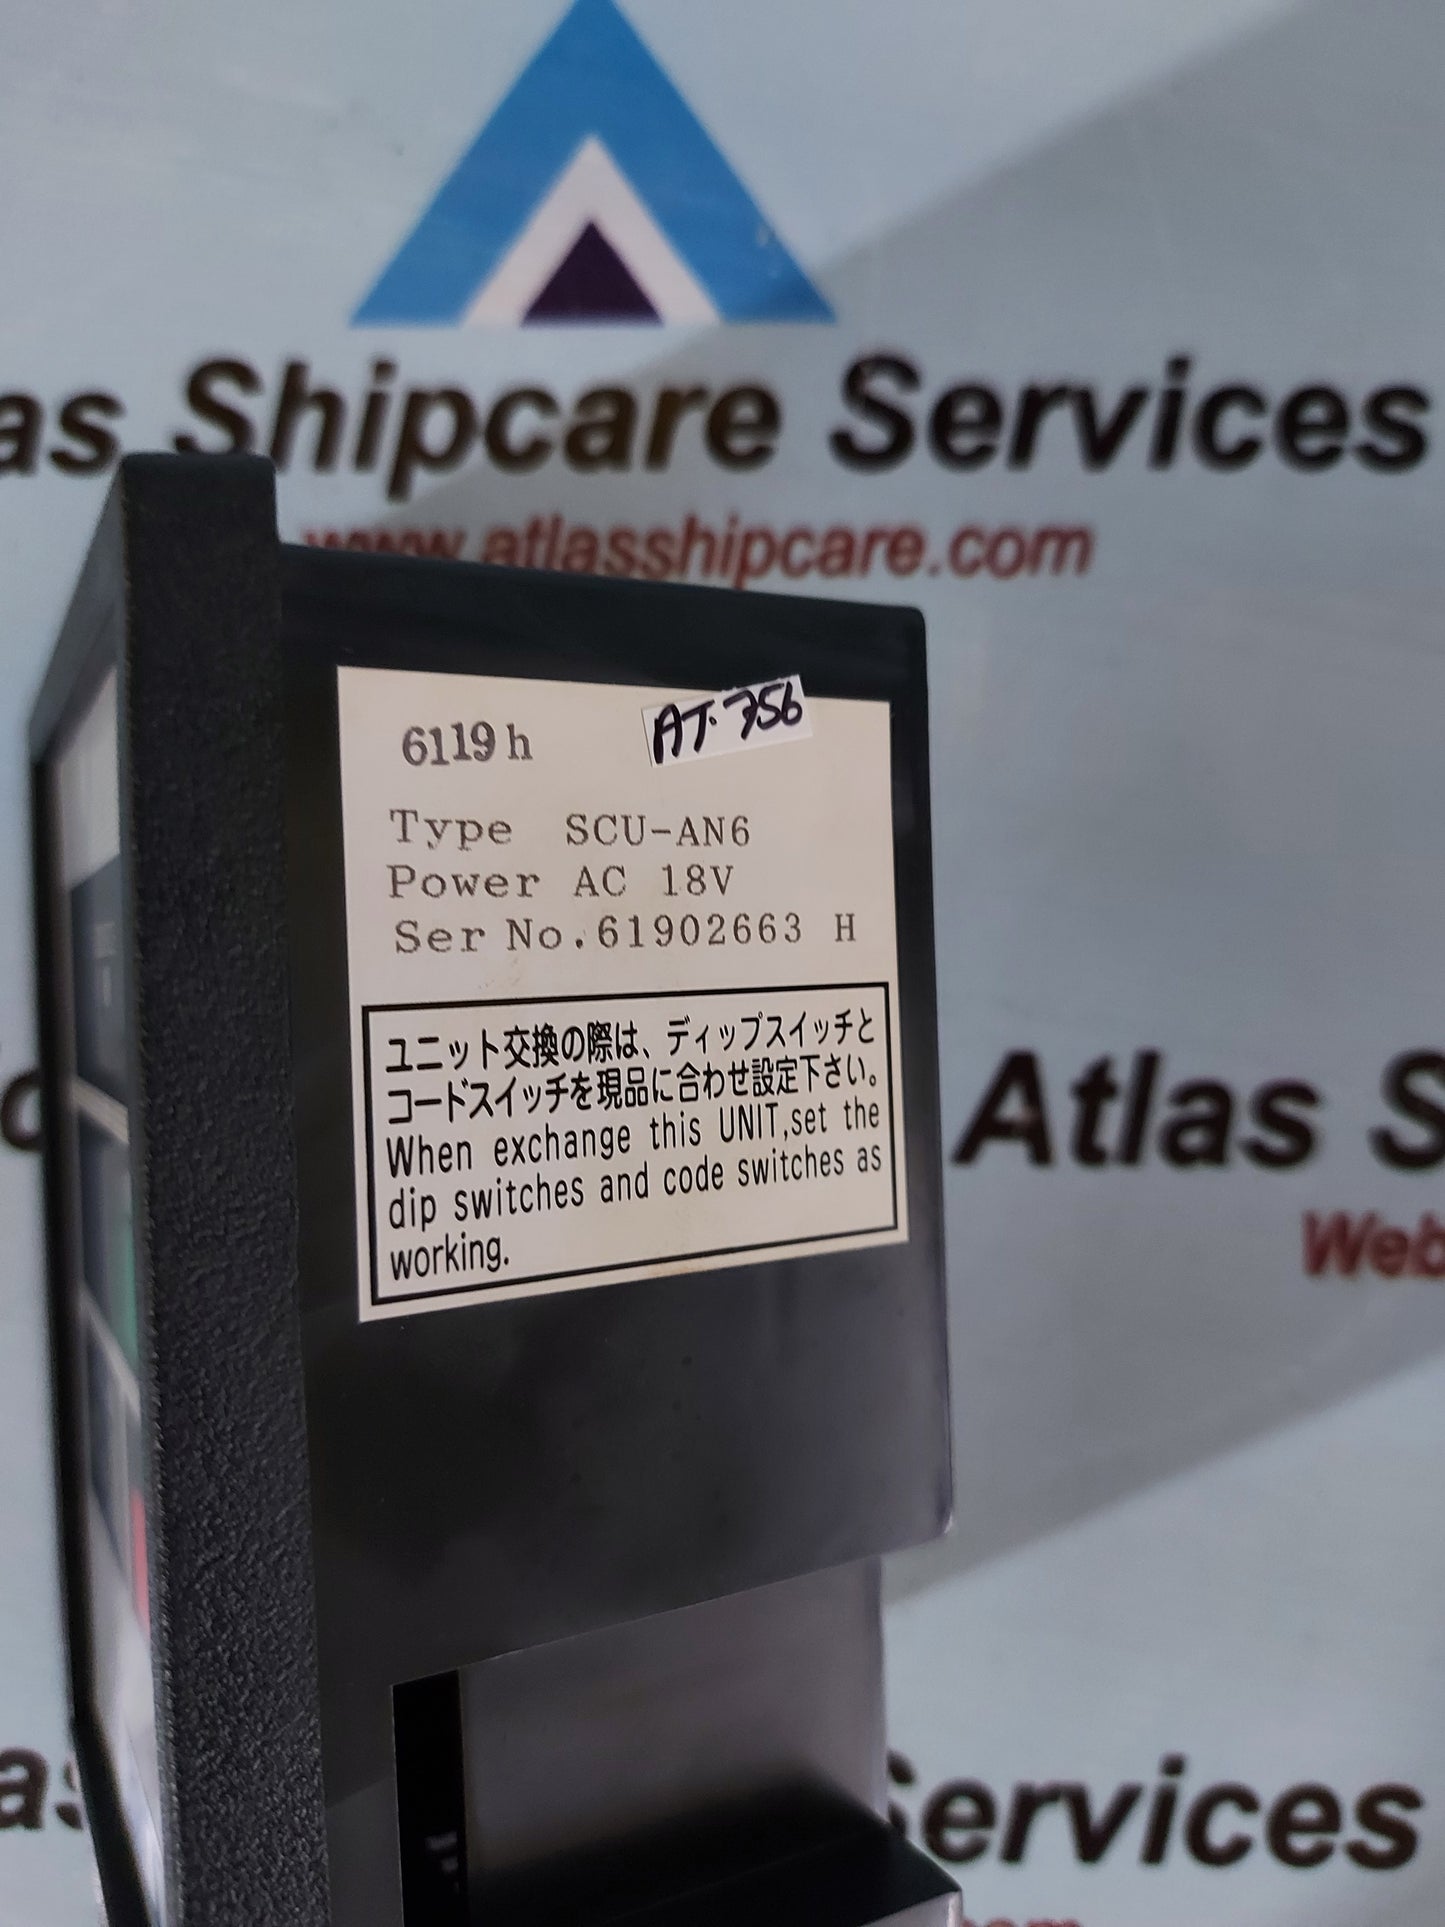 as Shipcare Services
www.atlasshipcare.com
6119h
AT-756
Type SCU-AN6
Power AC 18V
Ser No.61902663 H
ユニット交換の際は、ディップスイッチと
コードスイッチを現品に合わせ設定下さい。
When exchange this UNIT,set the
dip switches and code switches as
working.
Atlas S
Web
as
Services
com